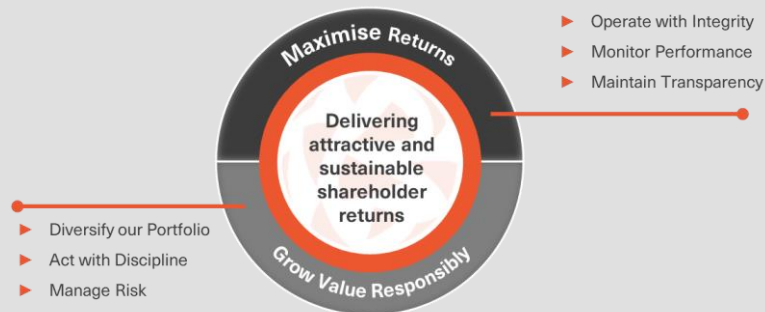 Maximise Returns
Operate with Integrity
Monitor Performance
Maintain Transparency
Delivering
attractive and
sustainable
shareholder
returns
Diversify our Portfolio
Act with Discipline
Manage Risk
Grow Value Responsibly